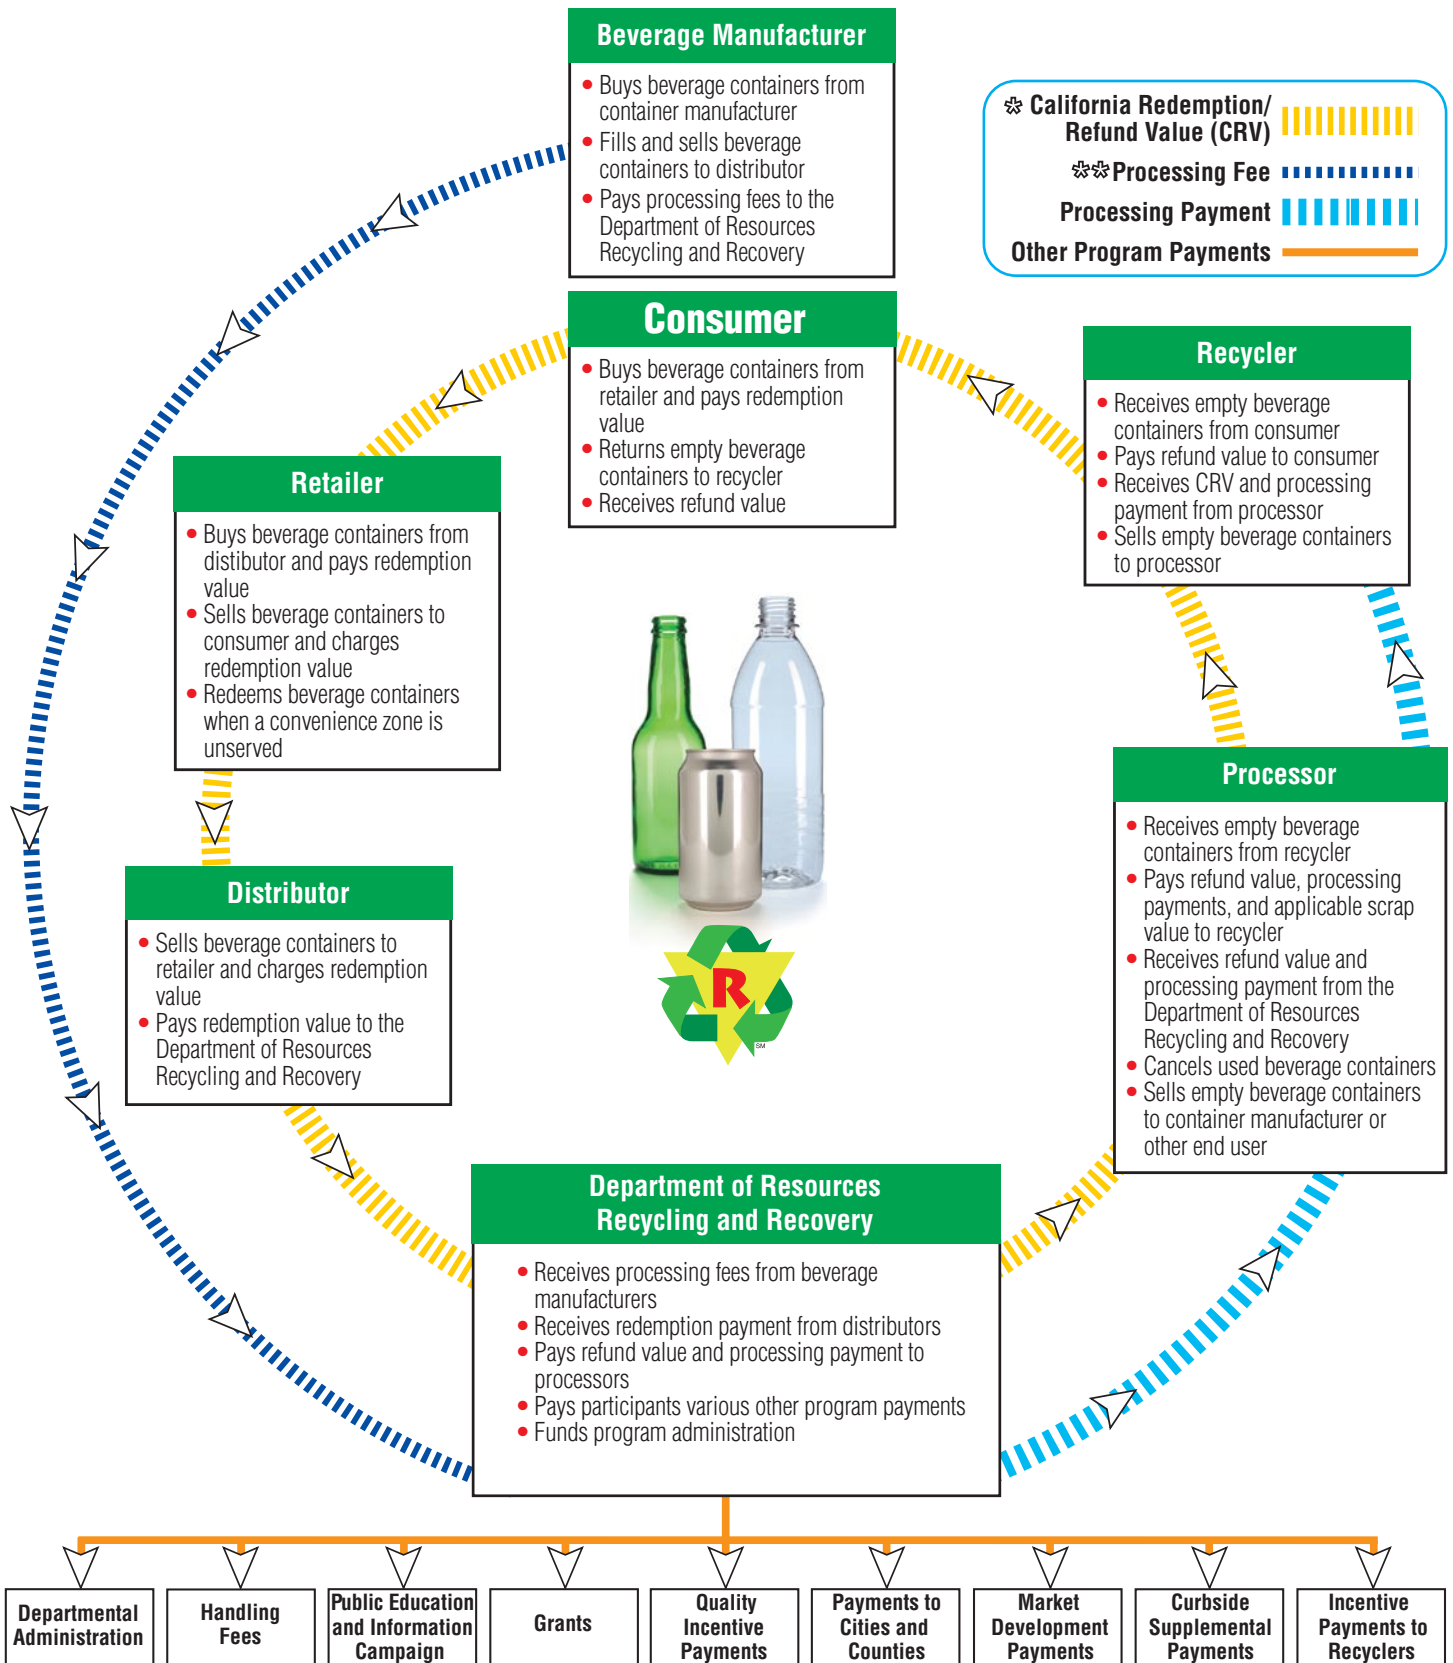 Beverage Manufacturer
• Buys beverage containers from
container manufacturer
• Fills and sells beverage
containers to distributor
• Pays processing fees to the
Department of Resources
Recycling and Recovery
✩ California Redemption/
Refund Value (CRV)
✩✩Processing Fee
Processing Payment
Other Program Payments
Consumer
• Buys beverage containers from
retailer and pays redemption
value
• Returns empty beverage
containers to recycler
• Receives refund value
Recycler
• Receives empty beverage
containers from consumer
• Pays refund value to consumer
• Receives CRV and processing
payment from processor
• Sells empty beverage containers
to processor
Retailer
• Buys beverage containers from
distibutor and pays redemption
value
• Sells beverage containers to
consumer and charges
redemption value
• Redeems beverage containers
when a convenience zone is
unserved
Processor
• Receives empty beverage
containers from recycler
• Pays refund value, processing
payments, and applicable scrap
value to recycler
• Receives refund value and
processing payment from the
Department of Resources
Recycling and Recovery
• Cancels used beverage containers
• Sells empty beverage containers
to container manufacturer or
other end user
Distributor
• Sells beverage containers to
retailer and charges redemption
value
• Pays redemption value to the
Department of Resources
Recycling and Recovery
R
SM
Department of Resources
Recycling and Recovery
• Receives processing fees from beverage
manufacturers
• Receives redemption payment from distributors
• Pays refund value and processing payment to
processors
• Pays participants various other program payments
• Funds program administration
Departmental
Administration
Handling
Fees
Public Education
and Information
Campaign
Grants
Quality
Incentive
Payments
Payments to
Cities and
Counties
Market
Development
Payments
Curbside
Supplemental
Payments
Incentive
Payments to
Recyclers